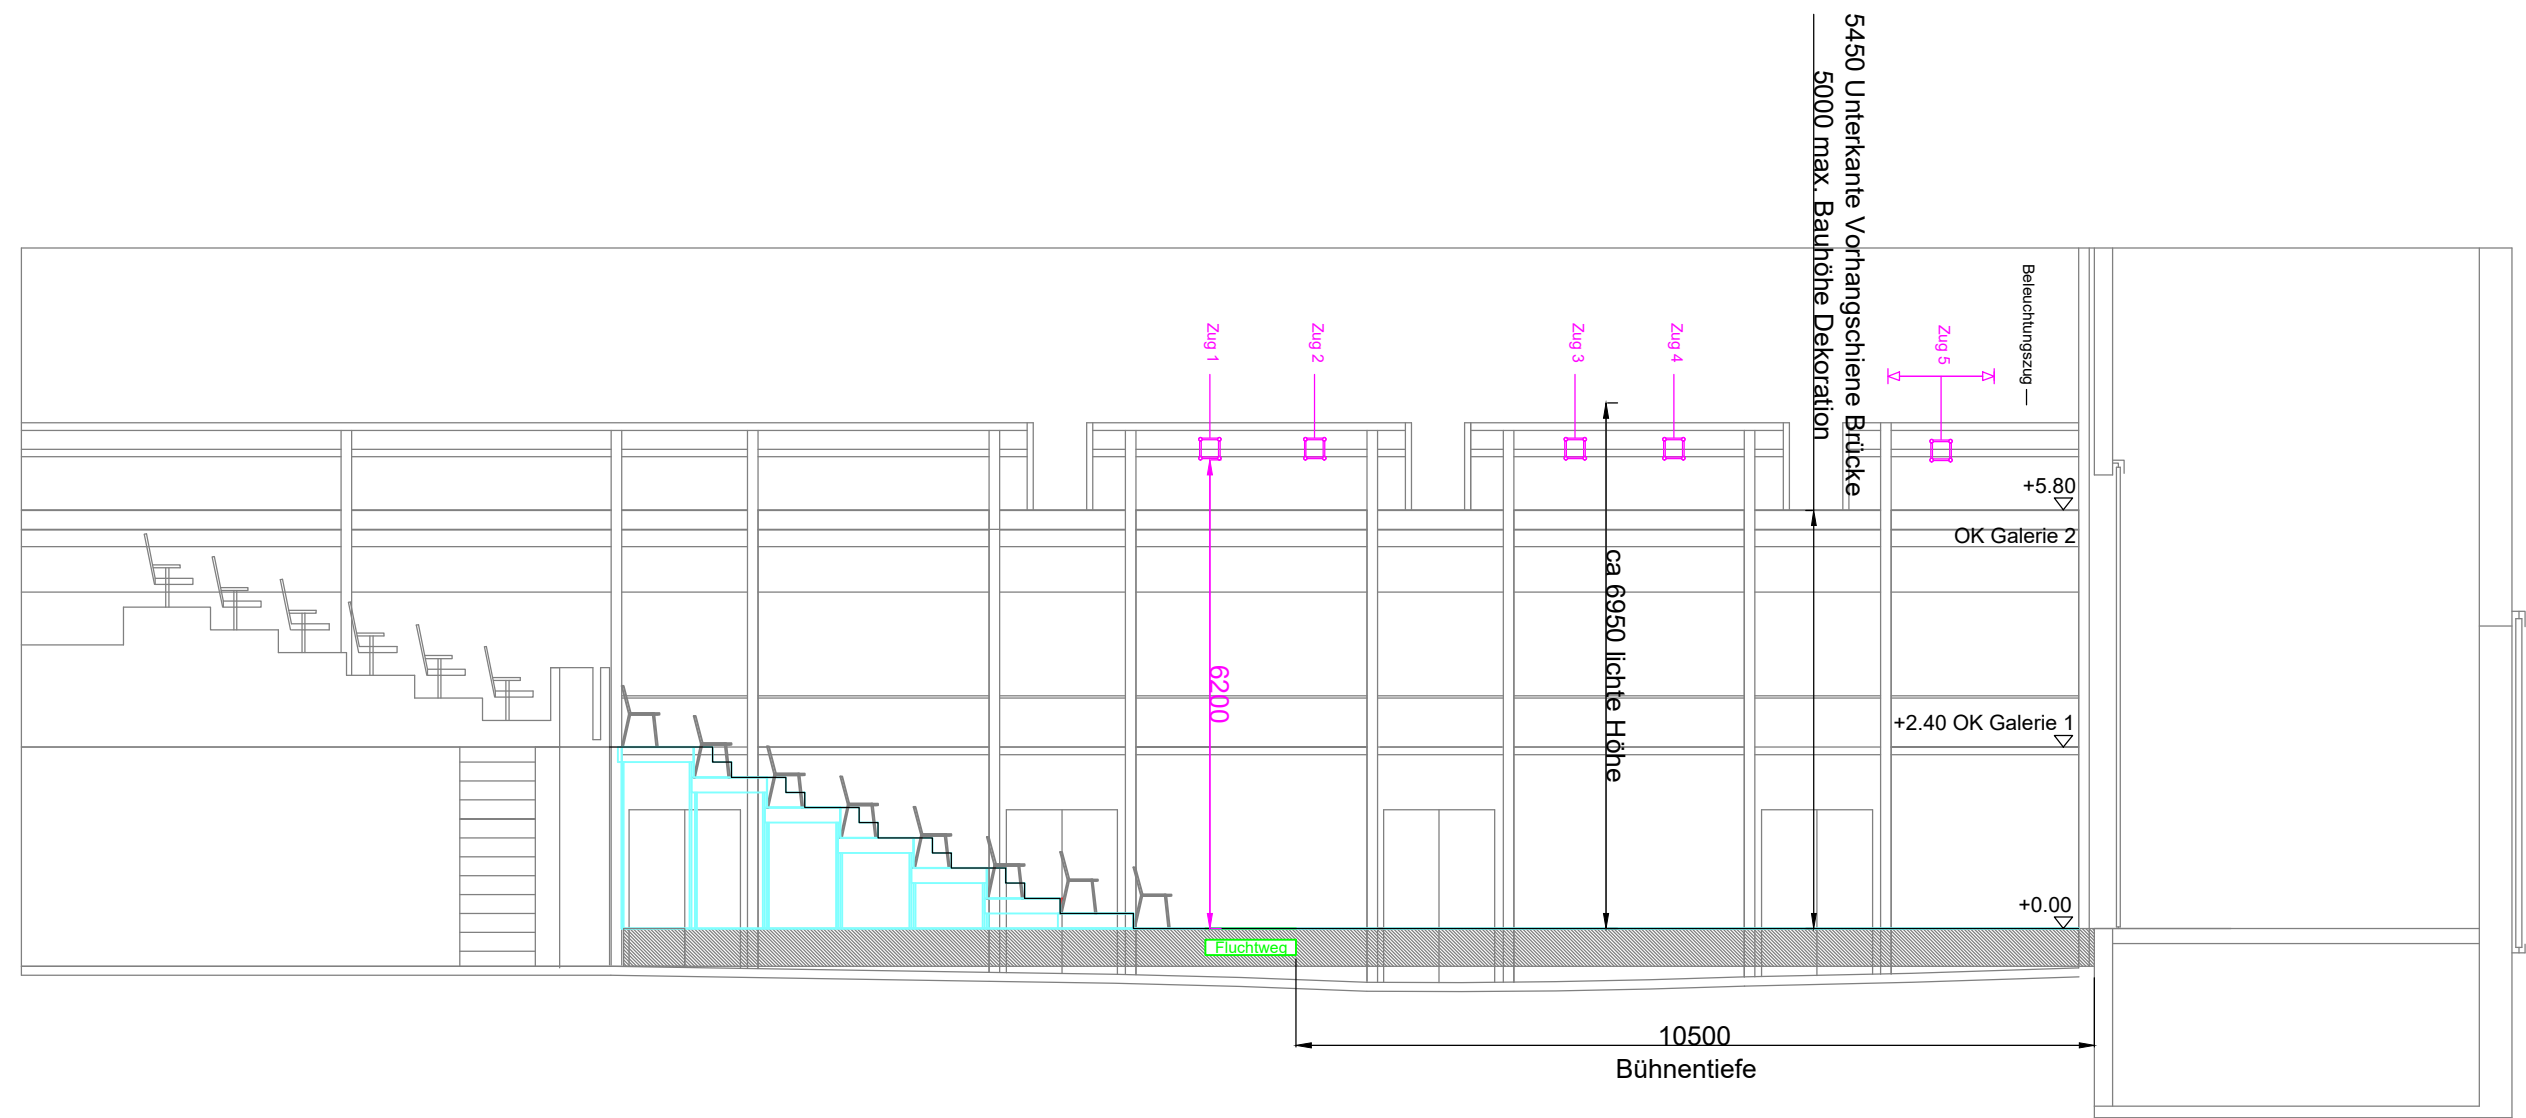 5450 Unterkante Vorhangschiene Brücke
5000 max. Bauhöhe Dekoration
Beleuchtungszug
Zug 1
Zug 2
Zug 3
Zug 4
Zug 5
+5.80
OK Galerie 2
ca 6950 lichte Höhe
6200
+2.40 OK Galerie 1
+0.00
Fluchtweg
10500
Bühnentiefe